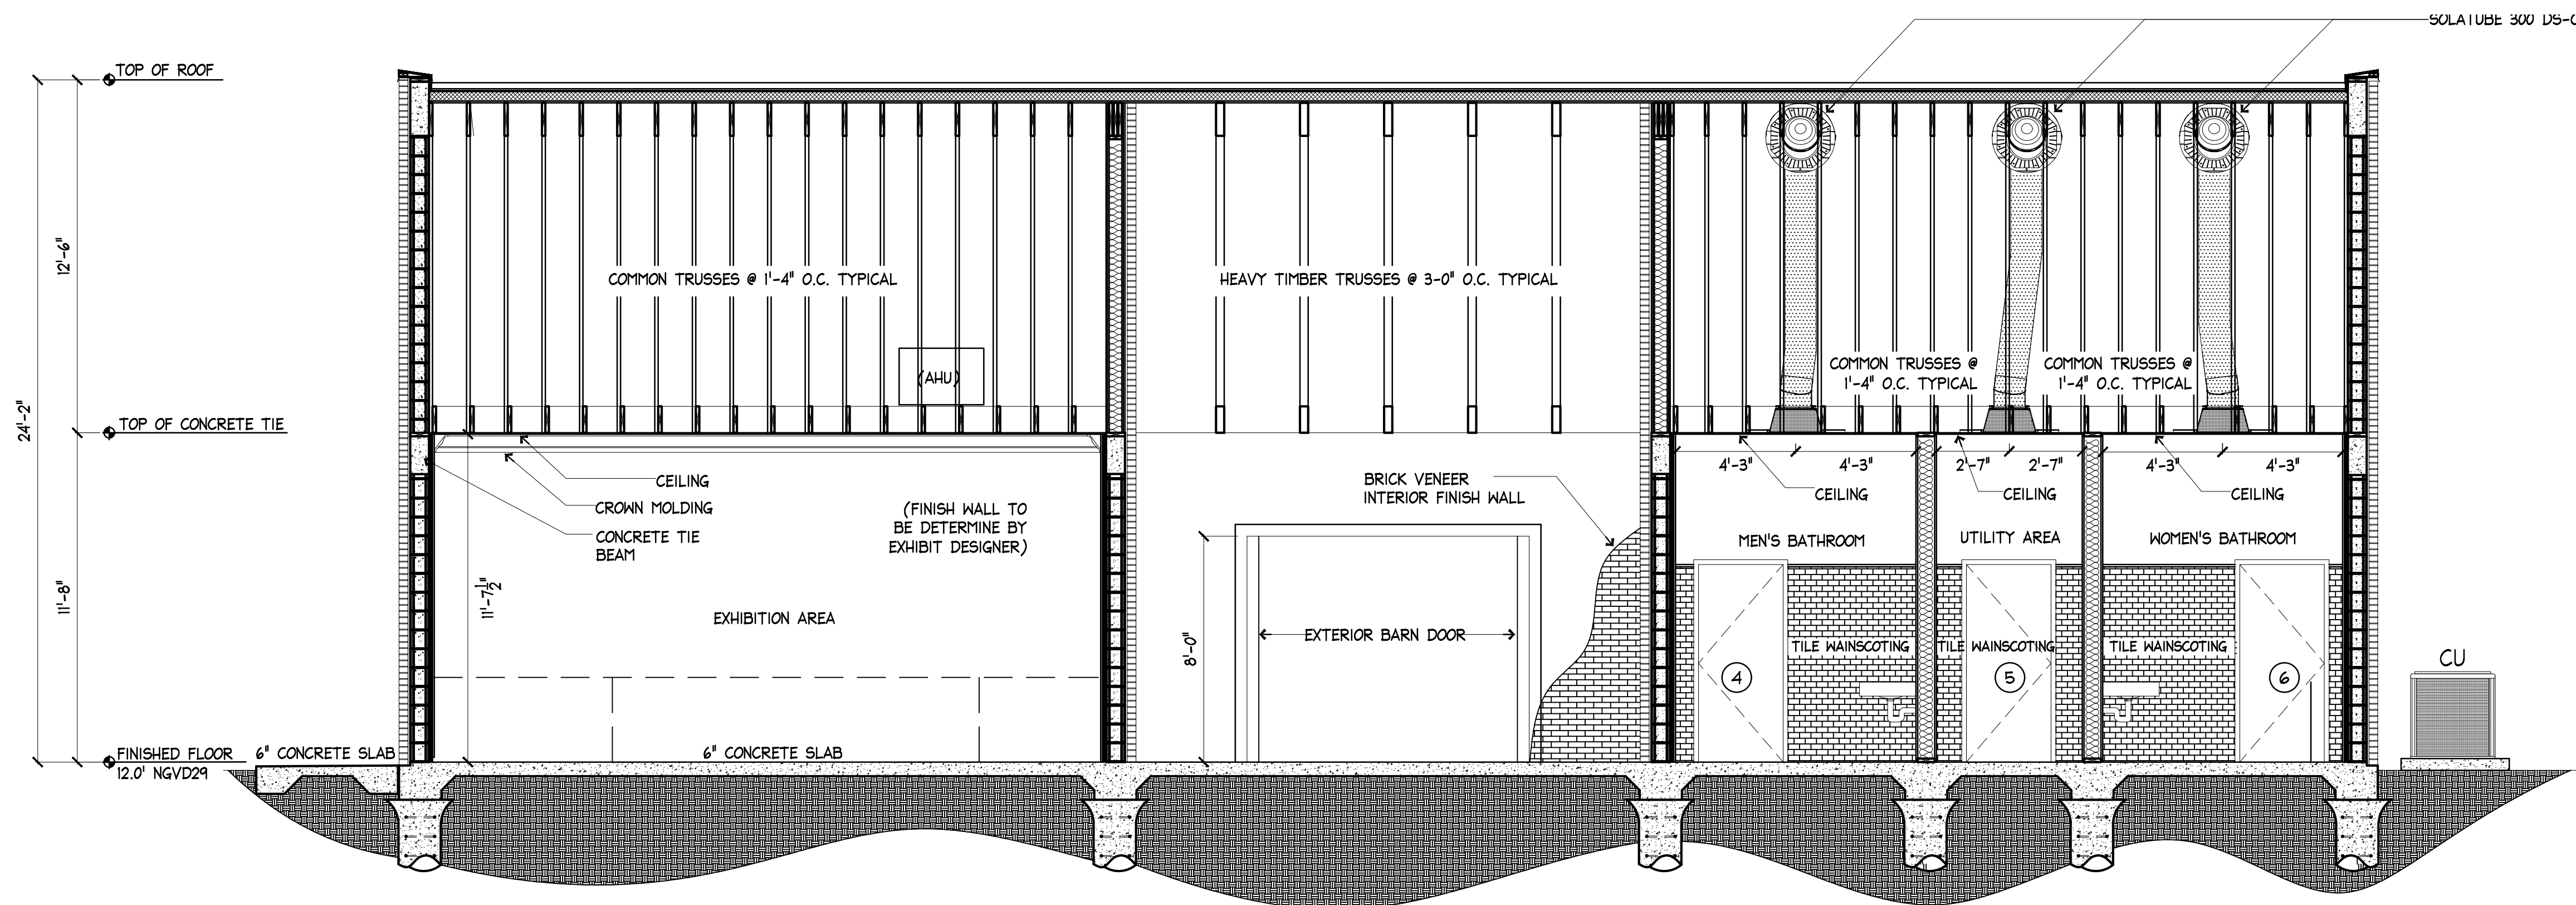 SOLATUBE 300 DS-
TOP OF ROOF
12'-6"
24'-2"
COMMON TRUSSES @ 1'-4" O.C. TYPICAL
HEAVY TIMBER TRUSSES @ 3-0" O.C. TYPICAL
(AHU)
COMMON TRUSSES @
1'-4" O.C. TYPICAL
COMMON TRUSSES @
1'-4" O.C. TYPICAL
TOP OF CONCRETE TIE
4'-3"
4'-3"
2'-7"
2'-7"
4'-3"
4'-3"
CEILING
CROWN MOLDING
CONCRETE TIE
BEAM
(FINISH WALL TO
BE DETERMINE BY
EXHIBIT DESIGNER)
BRICK VENEER
INTERIOR FINISH WALL
CEILING
CEILING
CEILING
MEN'S BATHROOM
UTILITY AREA
WOMEN'S BATHROOM
11'-8"
11'-7 1/2"
EXHIBITION AREA
8'-0"
EXTERIOR BARN DOOR
TILE WAINSCOTING
TILE WAINSCOTING
TILE WAINSCOTING
4
5
6
CU
FINISHED FLOOR
12.0' NGVD29
6" CONCRETE SLAB
6" CONCRETE SLAB